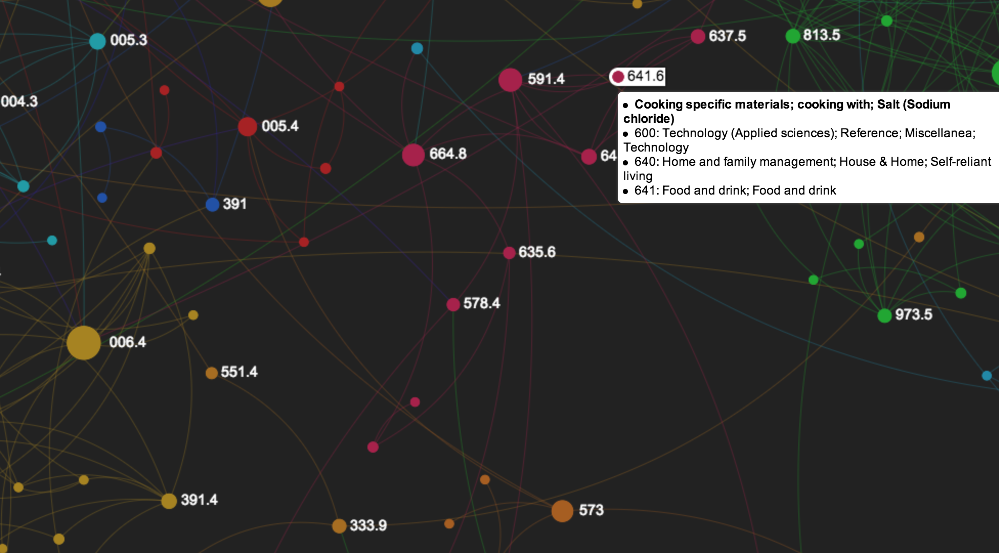 005.3
637.5
813.5
591.4
641.6
004.3
• Cooking specific materials; cooking with; Salt (Sodium
chloride)
• 600: Technology (Applied sciences); Reference; Miscellanea;
Technology
• 640: Home and family management; House & Home; Self-reliant
living
• 641: Food and drink; Food and drink
005.4
664.8
64
391
635.6
578.4
973.5
006.4
551.4
391.4
573
333.9